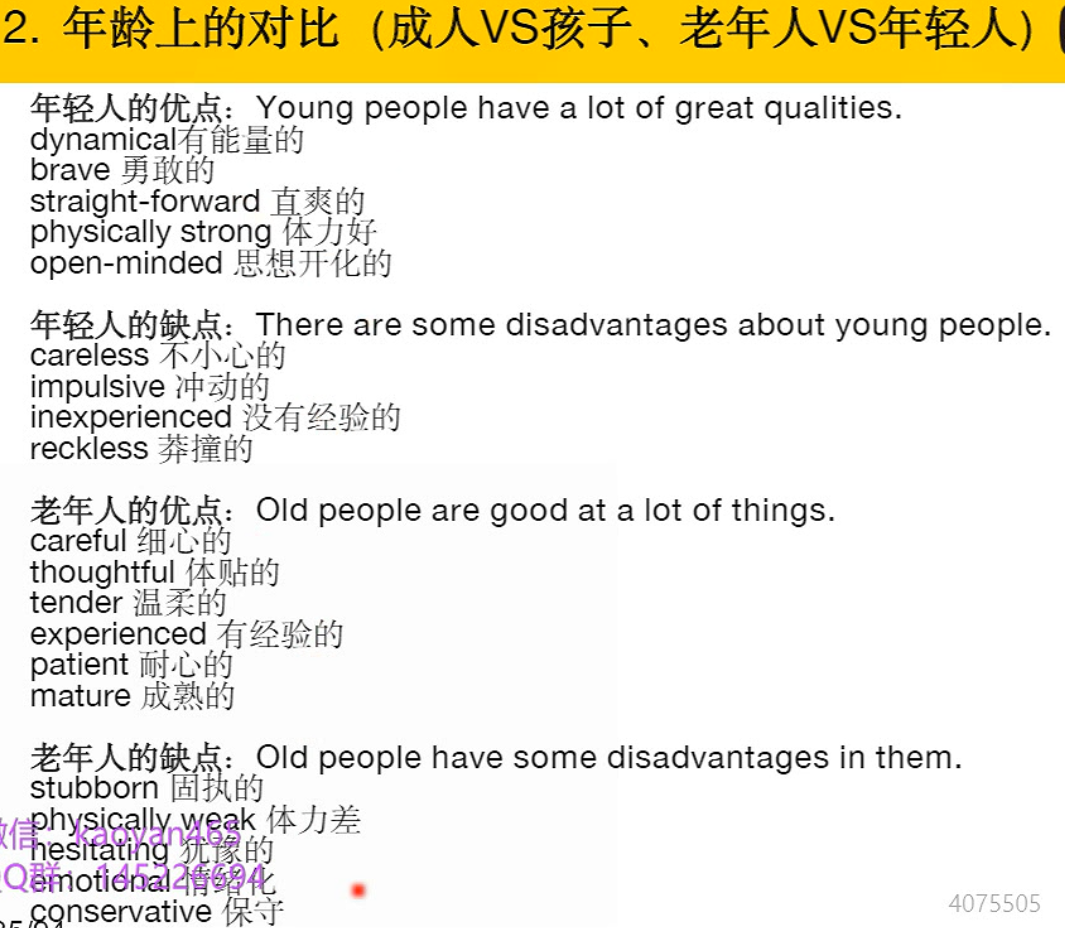 2. 年龄上的对比（成人VS孩子、老年人VS年轻人）
年轻人的优点：Young people have a lot of great qualities.
dynamical有能量的
brave 勇敢的
straight-forward 直爽的
physically strong 体力好
open-minded 思想开化的
年轻人的缺点：There are some disadvantages about young people.
careless 不小心的
impulsive 冲动的
inexperienced 没有经验的
reckless 莽撞的
老年人的优点：Old people are good at a lot of things.
careful 细心的
thoughtful 体贴的
tender 温柔的
experienced 有经验的
patient 耐心的
mature 成熟的
老年人的缺点：Old people have some disadvantages in them.
stubborn 固执的
physically weak 体力差
微信：kaoyan465
hesitating 犹豫的
QQ群：145226694
emotional 情绪化
conservative 保守
4075505